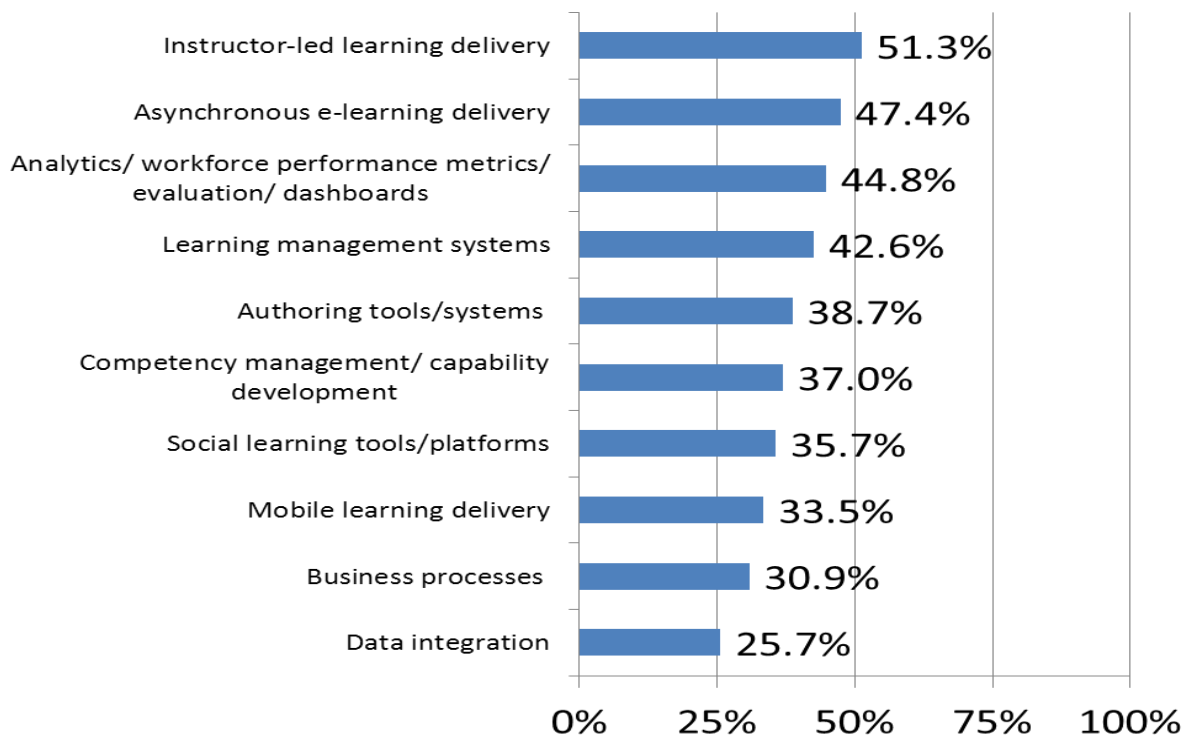 Instructor-led learning delivery 51.3%
Asynchronous e-learning delivery 47.4%
Analytics/ workforce performance metrics/
evaluation/ dashboards 44.8%
Learning management systems 42.6%
Authoring tools/systems 38.7%
Competency management/ capability
development 37.0%
Social learning tools/platforms 35.7%
Mobile learning delivery 33.5%
Business processes 30.9%
Data integration 25.7%
0% 25% 50% 75% 100%